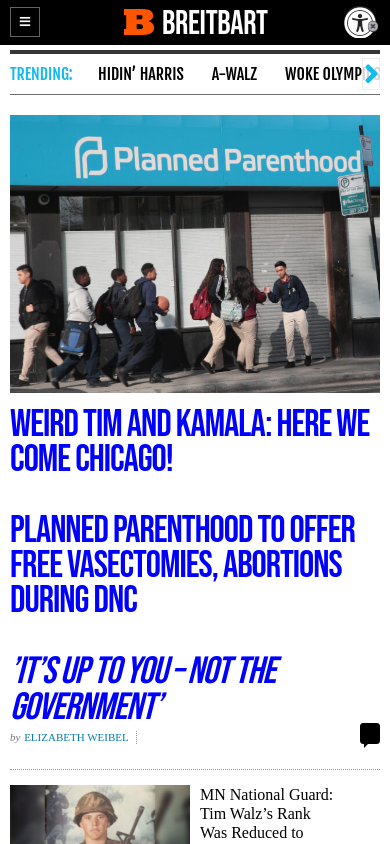 BREITBART
TRENDING: HIDIN’ HARRIS A-WALZ WOKE OLYMP
Planned Parenthood
WEIRD TIM AND KAMALA: HERE WE
COME CHICAGO!
PLANNED PARENTHOOD TO OFFER
FREE VASECTOMIES, ABORTIONS
DURING DNC
’IT’S UP TO YOU – NOT THE
GOVERNMENT’
by ELIZABETH WEIBEL
MN National Guard:
Tim Walz’s Rank
Was Reduced to